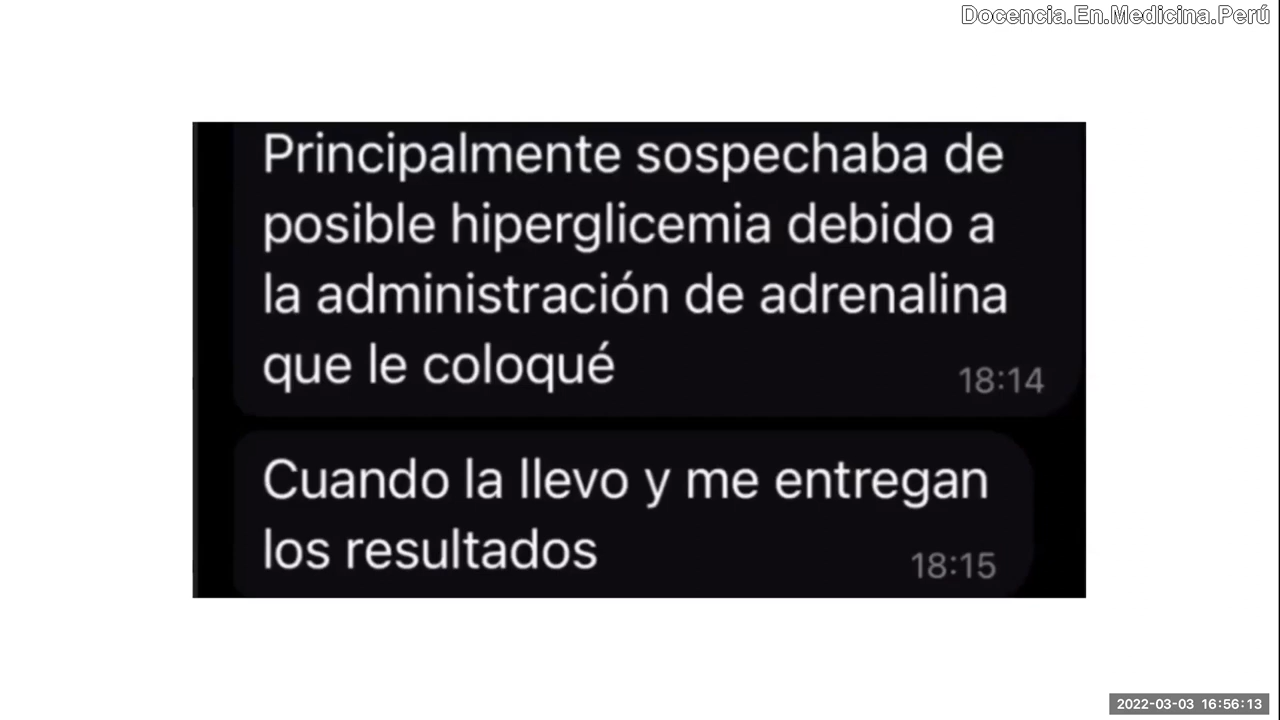 Docencia.En.Medicina.Perú
Principalmente sospechaba de
posible hiperglicemia debido a
la administración de adrenalina
que le coloqué
18:14
Cuando la llevo y me entregan
los resultados
18:15
2022-03-03 16:56:13